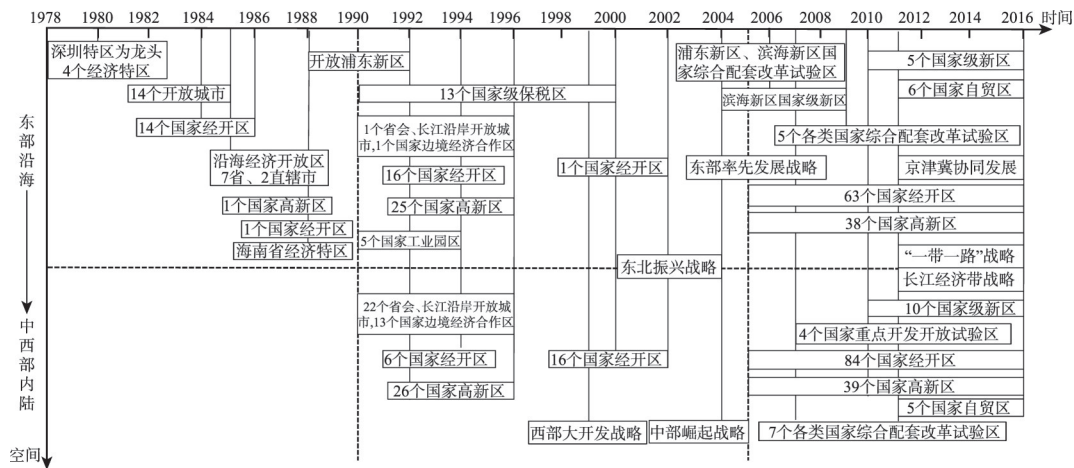 1978 1980 1982 1985 1986 1988 1990 1992 1994 1996 1998 2000 2002 2005 2006 2008 2010 2012 2014 2016 时间
深圳特区为龙头
4个经济特区
14个开放城市
14个国家经开区
沿海经济开放区
7省、2直辖市
1个国家高新区
1个国家经开区
海南省经济特区
开放浦东新区
13个国家级保税区
1个省会、长江沿岸开放城
市,1个国家边境经济合作区
16个国家经开区
25个国家高新区
5个国家工业园区
1个国家经开区
东北振兴战略
浦东新区、滨海新区国
家综合配套改革试验区
滨海新区国家级新区
5个各类国家综合配套改革试验区
东部率先发展战略
5个国家级新区
6个国家自贸区
京津冀协同发展
63个国家经开区
38个国家高新区
“一带一路”战略
长江经济带战略
22个省会、长江沿岸开放城
市,13个国家边境经济合作区
6个国家经开区
26个国家高新区
16个国家经开区
西部大开发战略
中部崛起战略
10个国家级新区
4个国家重点开发开放试验区
84个国家经开区
39个国家高新区
5个国家自贸区
7个各类国家综合配套改革试验区
东部沿海
中西部内陆
空间